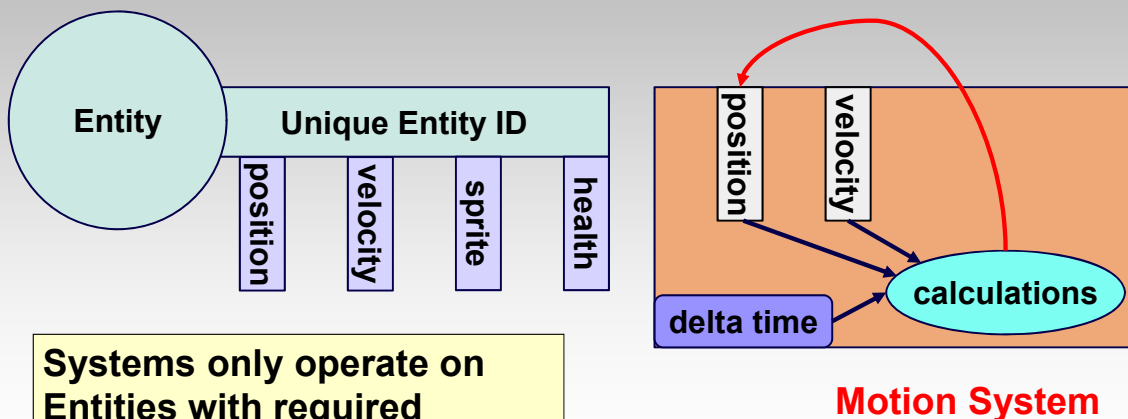 Entity
Unique Entity ID
position
velocity
sprite
health
position
velocity
calculations
delta time
Systems only operate on
Entities with required
Motion System